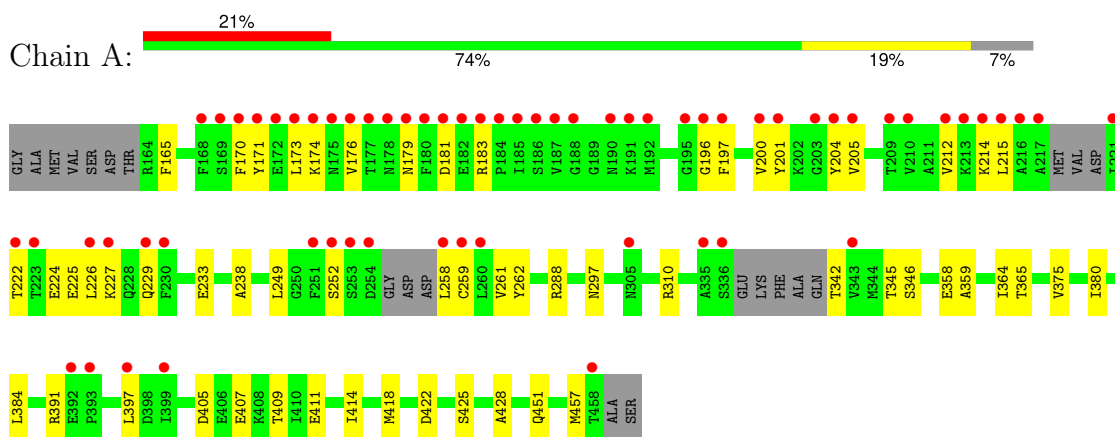 21%
Chain A:
74% 19% 7%
GLY ALA MET VAL SER ASP THR R164 F165 F168 S169 F170 Y171 E172 L173 K174 N175 V176 T177 N178 N179 F180 D181 E182 R183 P184 I185 S186 V187 G188 G189 N190 K191 M192 G195 G196 F197 V200 Y201 K202 G203 Y204 V205 T209 V210 A211 V212 K213 K214 L215 A216 A217 MET VAL ASP
T222 T223 E224 E225 L226 K227 Q228 Q229 F230 E233 A238 L249 G250 F251 S252 S253 D254 GLY ASP ASP L258 C259 L260 V261 Y262 R288 N297 N305 R310 A335 S336 GLU LYS PHE ALA GLN T342 V343 M344 T345 S346 E358 A359 I364 T365 V375 I380
L384 R391 E392 P393 L397 D398 I399 D405 E406 E407 K408 T409 I410 E411 I414 M418 D422 S425 A428 Q451 M457 T458 ALA SER